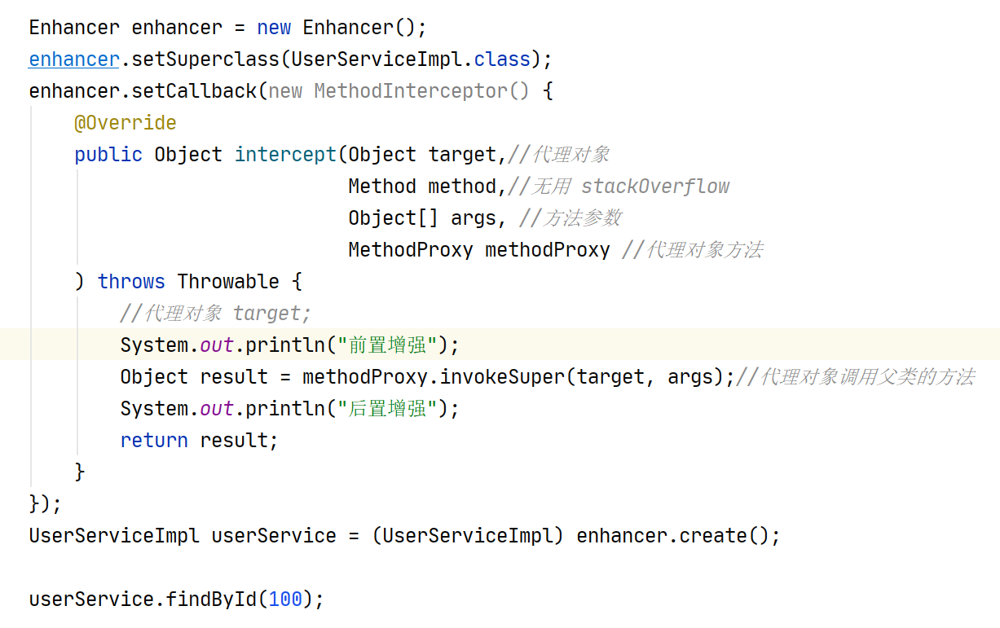 Enhancer enhancer = new Enhancer();
enhancer.setSuperclass(UserServiceImpl.class);
enhancer.setCallback(new MethodInterceptor() {
@Override
public Object intercept(Object target,//代理对象
Method method,//无用 stackOverflow
Object[] args, //方法参数
MethodProxy methodProxy //代理对象方法
) throws Throwable {
//代理对象 target;
System.out.println("前置增强");
Object result = methodProxy.invokeSuper(target, args);//代理对象调用父类的方法
System.out.println("后置增强");
return result;
}
});
UserServiceImpl userService = (UserServiceImpl) enhancer.create();
userService.findById(100);